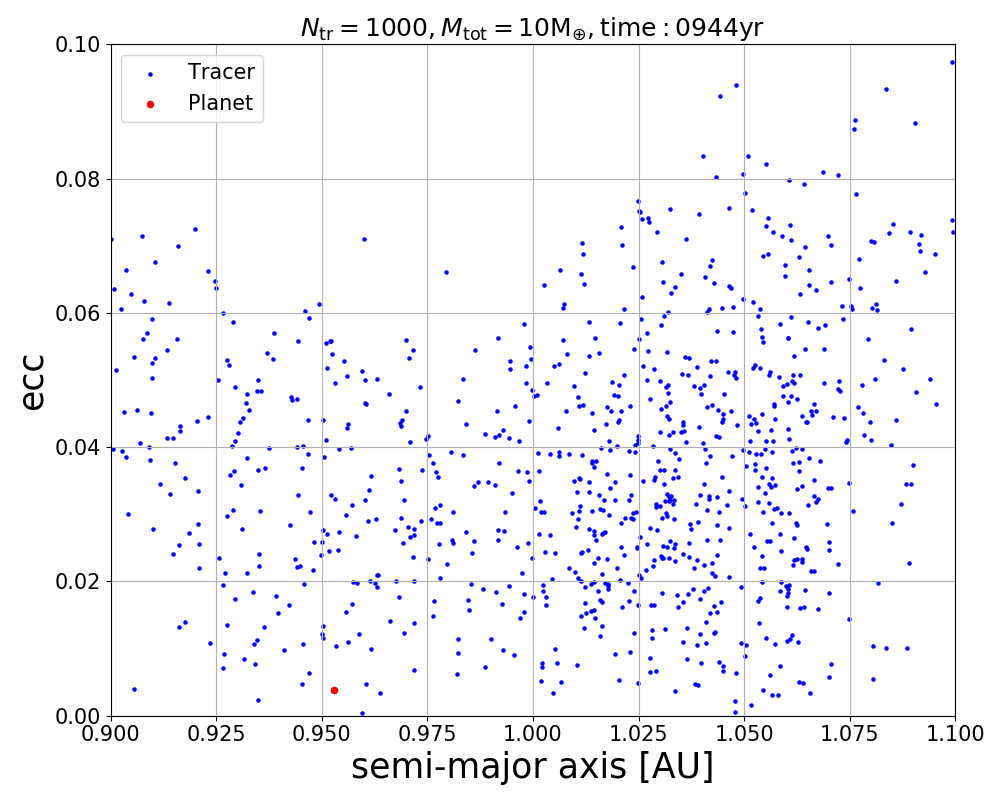 N_tr = 1000, M_tot = 10M_⊕, time : 0944yr
Tracer
Planet
0.10
0.08
0.06
0.04
0.02
0.00
ecc
0.900 0.925 0.950 0.975 1.000 1.025 1.050 1.075 1.100
semi-major axis [AU]